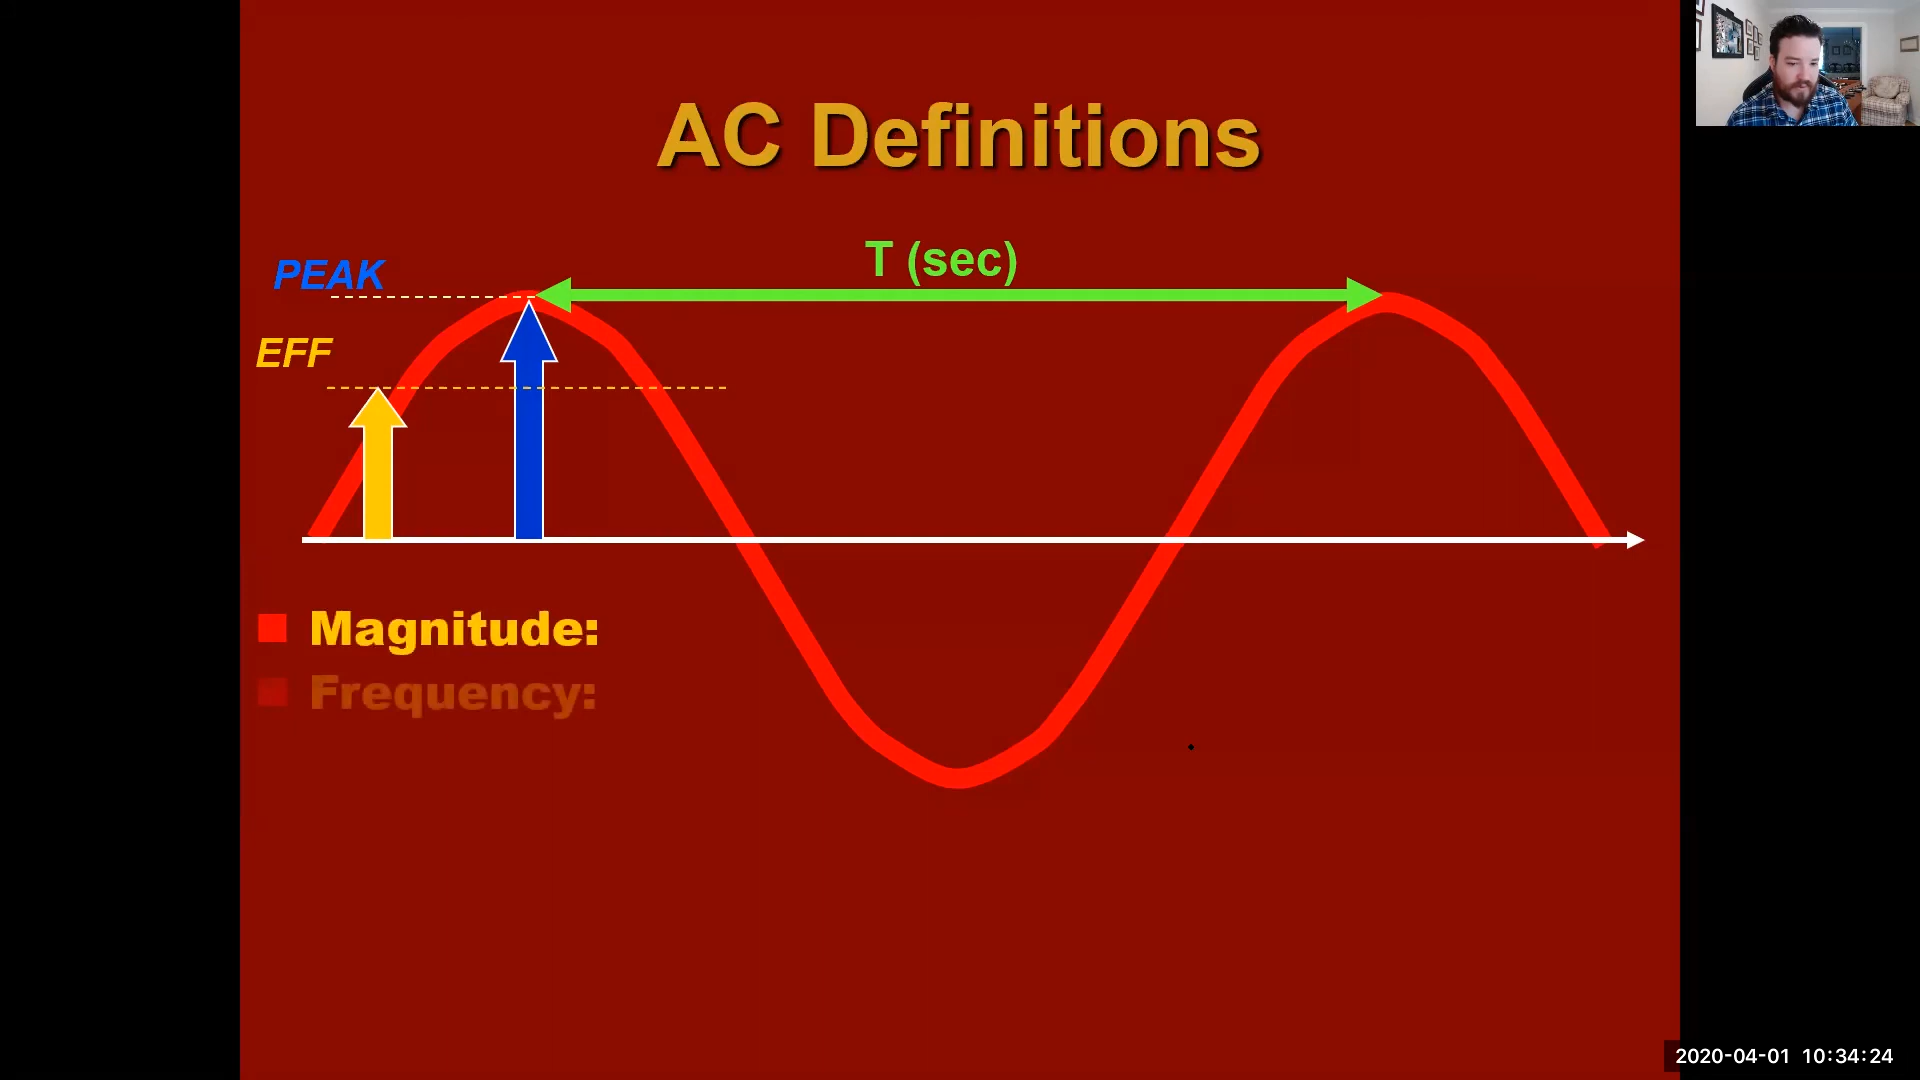 AC Definitions
T (sec)
PEAK
EFF
Magnitude:
Frequency:
2020-04-01 10:34:24